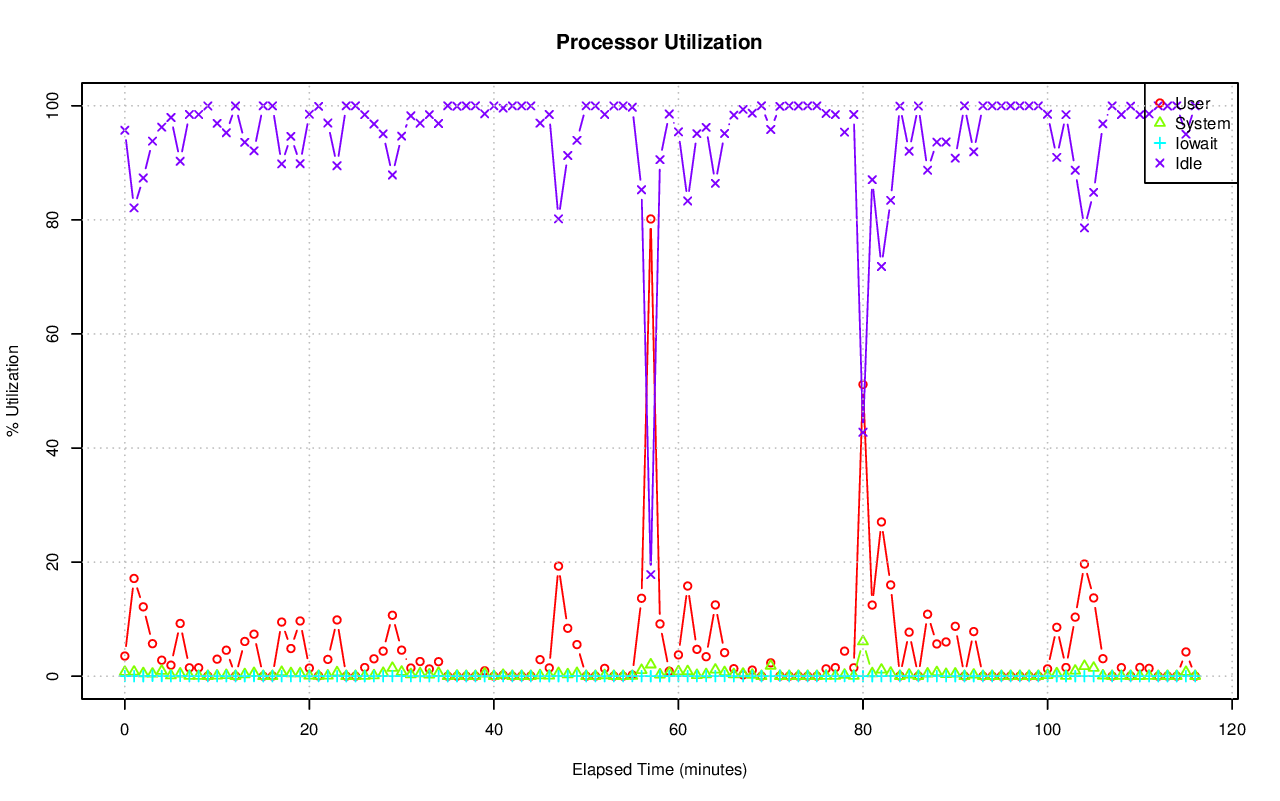 Processor Utilization
% Utilization
100
80
60
40
20
0
User
System
Iowait
Idle
0 20 40 60 80 100 120
Elapsed Time (minutes)